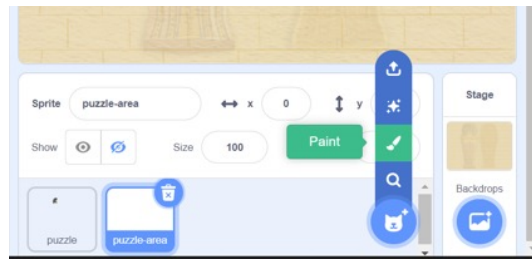 Sprite puzzle-area x 0 y
Stage
Show Size 100 Paint
Backdrops
puzzle puzzle-area